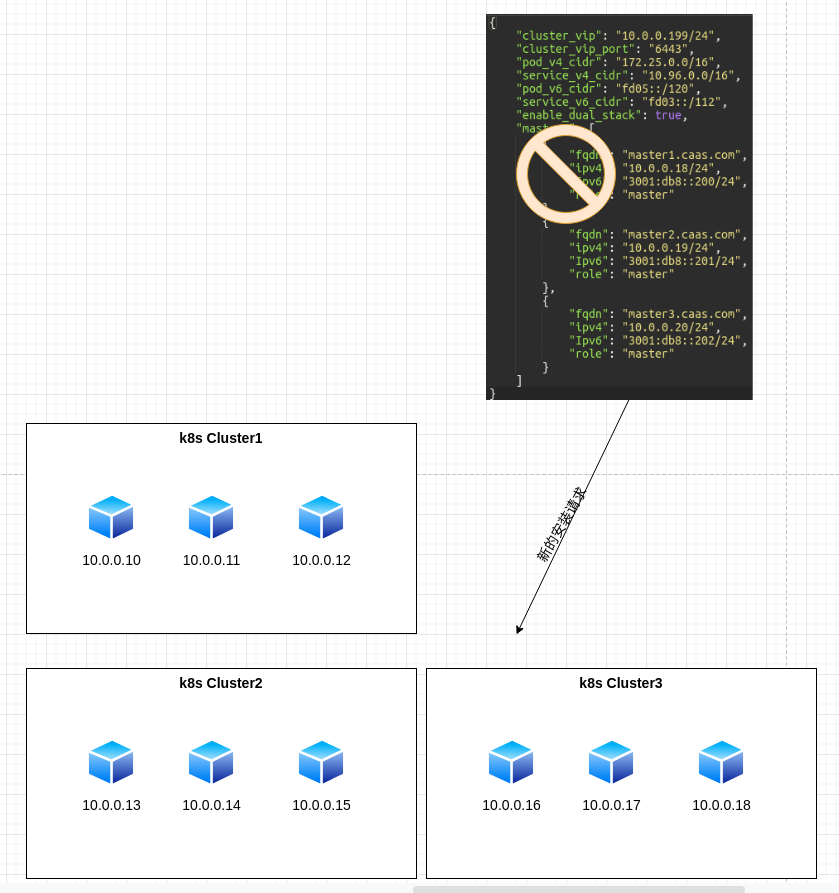 {
"cluster_vip": "10.0.0.199/24",
"cluster_vip_port": "6443",
"pod_v4_cidr": "172.25.0.0/16",
"service_v4_cidr": "10.96.0.0/16",
"pod_v6_cidr": "fd05::/120",
"service_v6_cidr": "fd03::/112",
"enable_dual_stack": true,
[
"fqdn": "master1.caas.com",
"ipv4": "10.0.0.18/24",
"3001:db8::200/24",
"master"
{
"fqdn": "master2.caas.com",
"ipv4": "10.0.0.19/24",
"Ipv6": "3001:db8::201/24",
"role": "master"
},
{
"fqdn": "master3.caas.com",
"ipv4": "10.0.0.20/24",
"Ipv6": "3001:db8::202/24",
"role": "master"
}
]
}
新的安装请求
k8s Cluster1
10.0.0.10 10.0.0.11 10.0.0.12
k8s Cluster2
10.0.0.13 10.0.0.14 10.0.0.15
k8s Cluster3
10.0.0.16 10.0.0.17 10.0.0.18